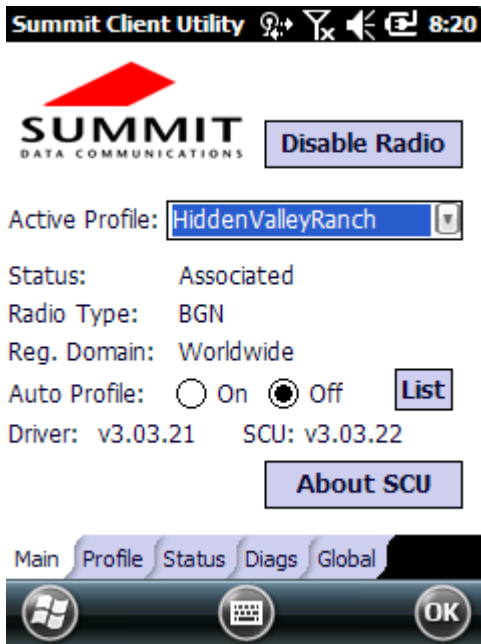 Summit Client Utility 8:20
SUMMIT
DATA COMMUNICATIONS
Disable Radio
Active Profile: HiddenValleyRanch
Status: Associated
Radio Type: BGN
Reg. Domain: Worldwide
Auto Profile: On Off List
Driver: v3.03.21 SCU: v3.03.22
About SCU
Main Profile Status Diags Global
OK